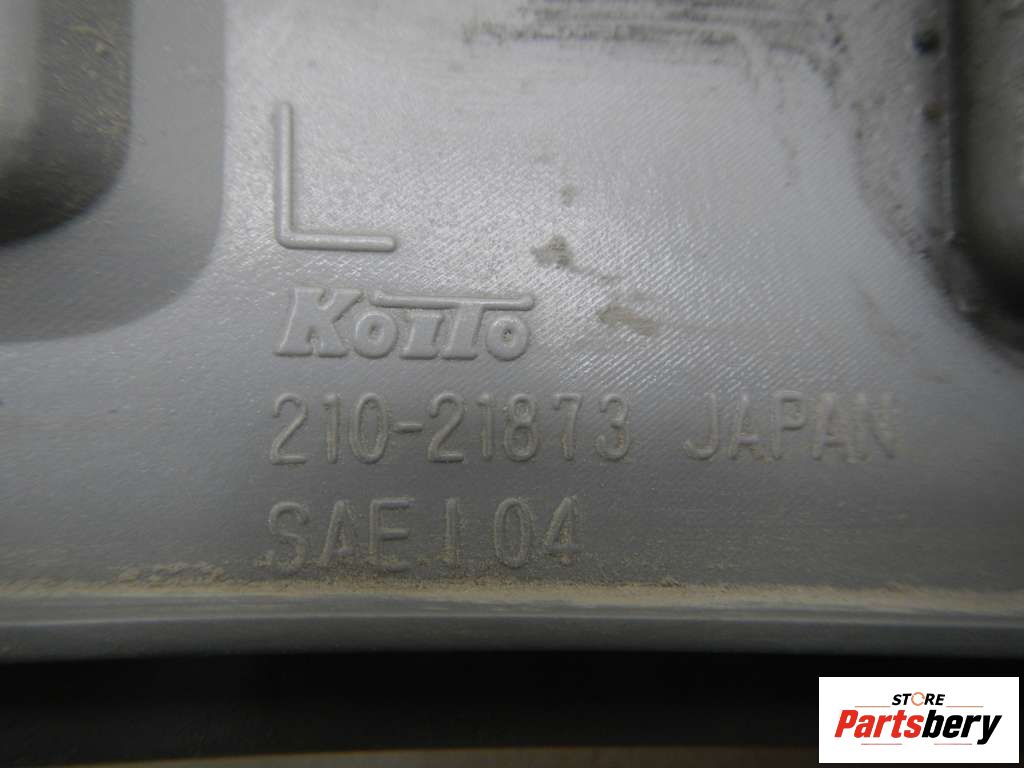 L
KOITO
210-21873 JAPAN
SAE I 04
STORE
Partsbery